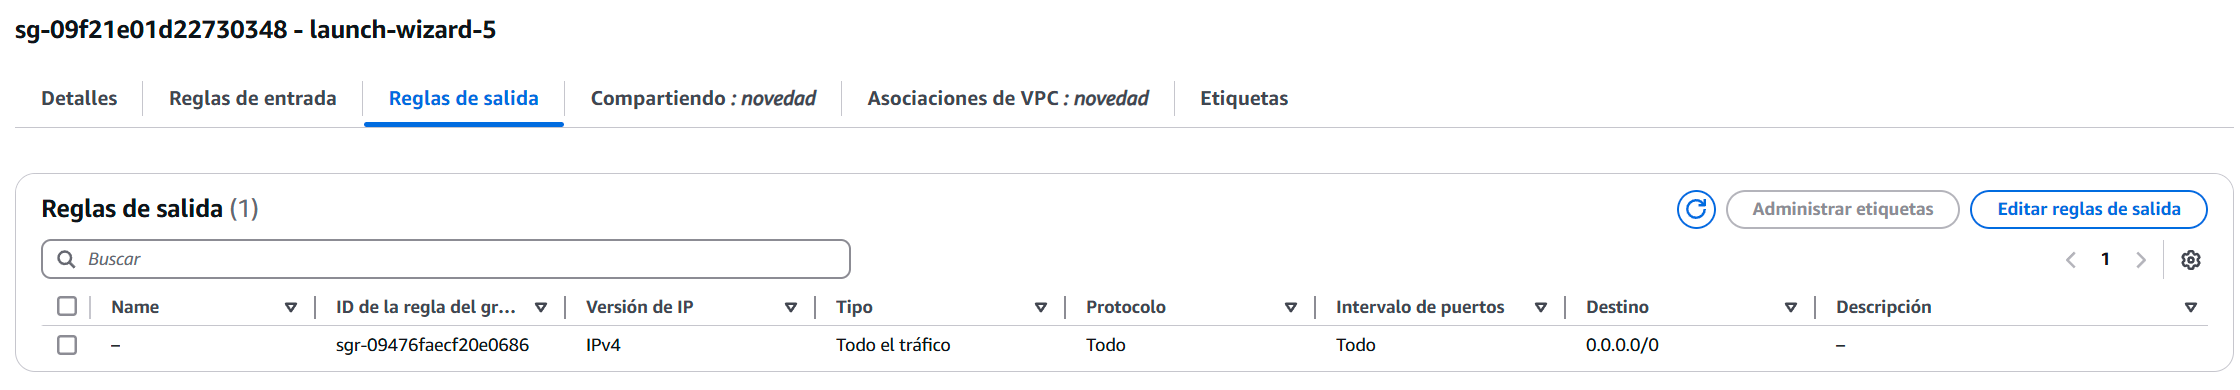 sg-09f21e01d22730348 - launch-wizard-5
Detalles Reglas de entrada Reglas de salida Compartiendo : novedad Asociaciones de VPC : novedad Etiquetas
Reglas de salida (1) Administrar etiquetas Editar reglas de salida
Buscar 1
Name ID de la regla del gr... Versión de IP Tipo Protocolo Intervalo de puertos Destino Descripción
– sgr-09476faecf20e0686 IPv4 Todo el tráfico Todo Todo 0.0.0.0/0 –